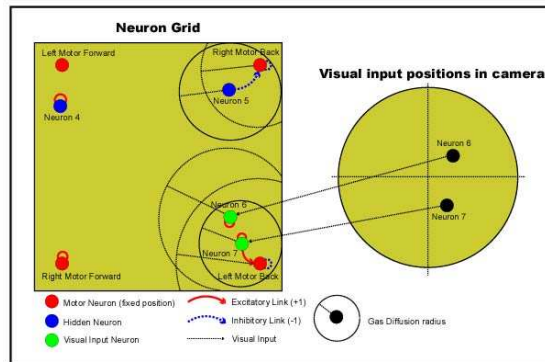 Neuron Grid
Left Motor Forward
Right Motor Back
Visual input positions in camera
Neuron 5
Neuron 4
Neuron 6
Neuron 6
Neuron 7
Neuron 7
Right Motor Forward
Left Motor Back
Motor Neuron (fixed position)
Excitatory Link (+1)
Hidden Neuron
Inhibitory Link (-1)
Gas Diffusion radius
Visual Input Neuron
Visual Input